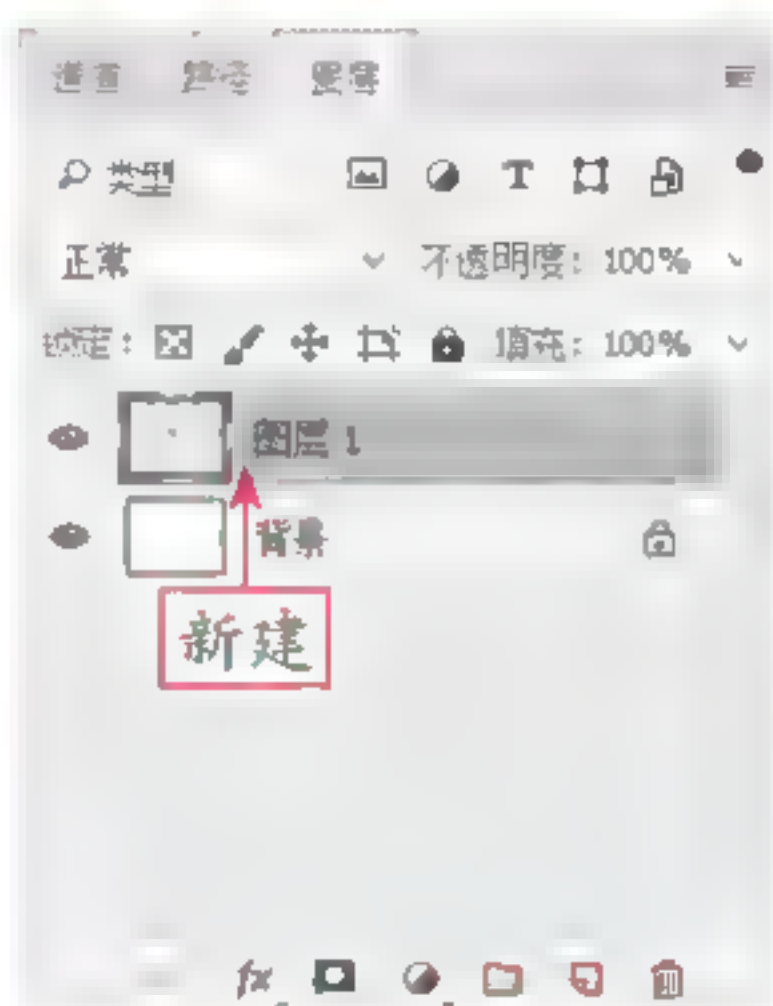 通道 路径 图层
类型
正常 不透明度: 100%
锁定: 填充: 100%
图层 1
背景
新建
fx